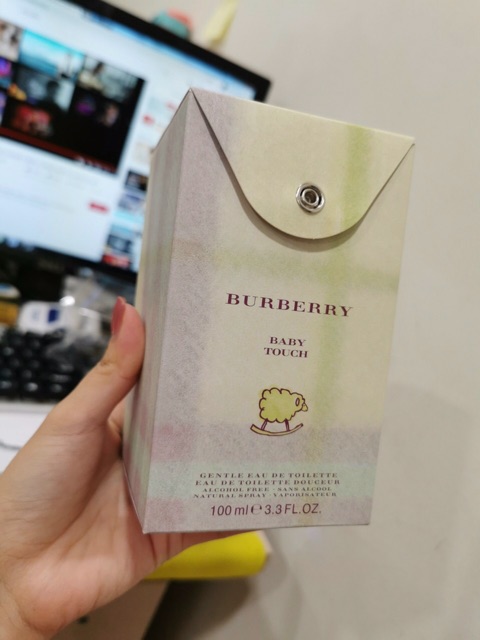 BURBERRY
BABY
TOUCH
GENTLE EAU DE TOILETTE
EAU DE TOILETTE DOUCEUR
ALCOHOL FREE - SANS ALCOOL
NATURAL SPRAY - VAPORISATEUR
100 ml ℮ 3.3 FL.OZ.